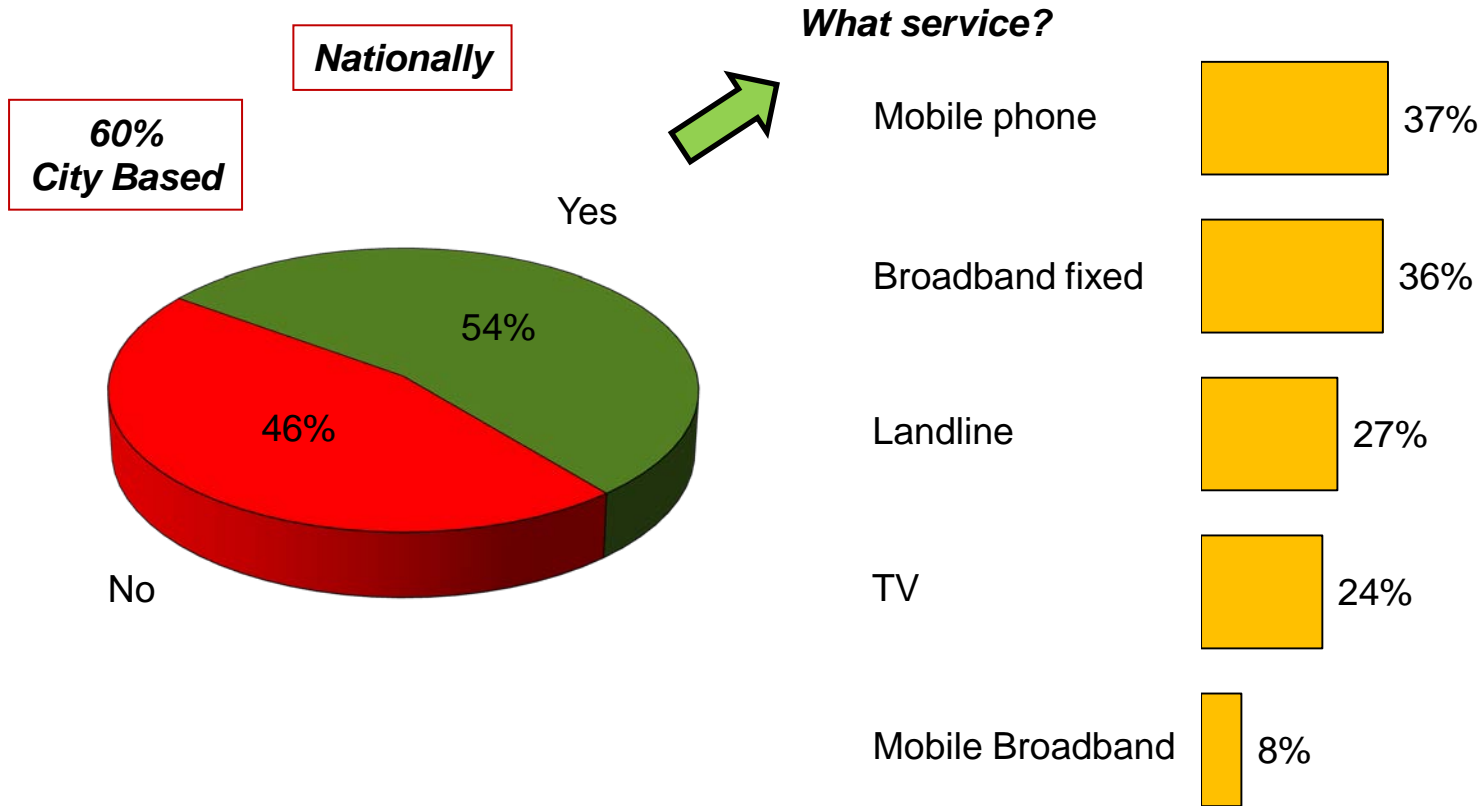 Nationally
60%
City Based
Yes
54%
46%
No
What service?
Mobile phone
37%
Broadband fixed
36%
Landline
27%
TV
24%
Mobile Broadband
8%